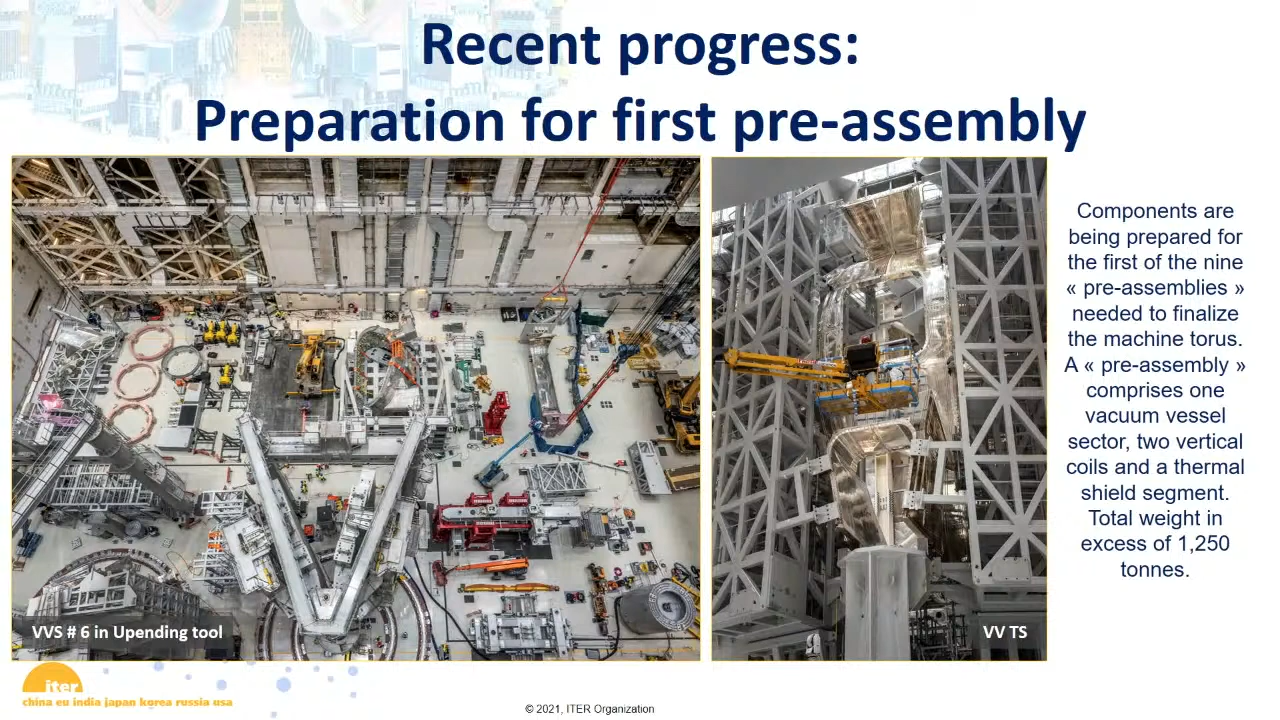 Recent progress:
Preparation for first pre-assembly
VVS # 6 in Upending tool
VV TS
Components are
being prepared for
the first of the nine
« pre-assemblies »
needed to finalize
the machine torus.
A « pre-assembly »
comprises one
vacuum vessel
sector, two vertical
coils and a thermal
shield segment.
Total weight in
excess of 1,250
tonnes.
iter
china eu india japan korea russia usa
© 2021, ITER Organization